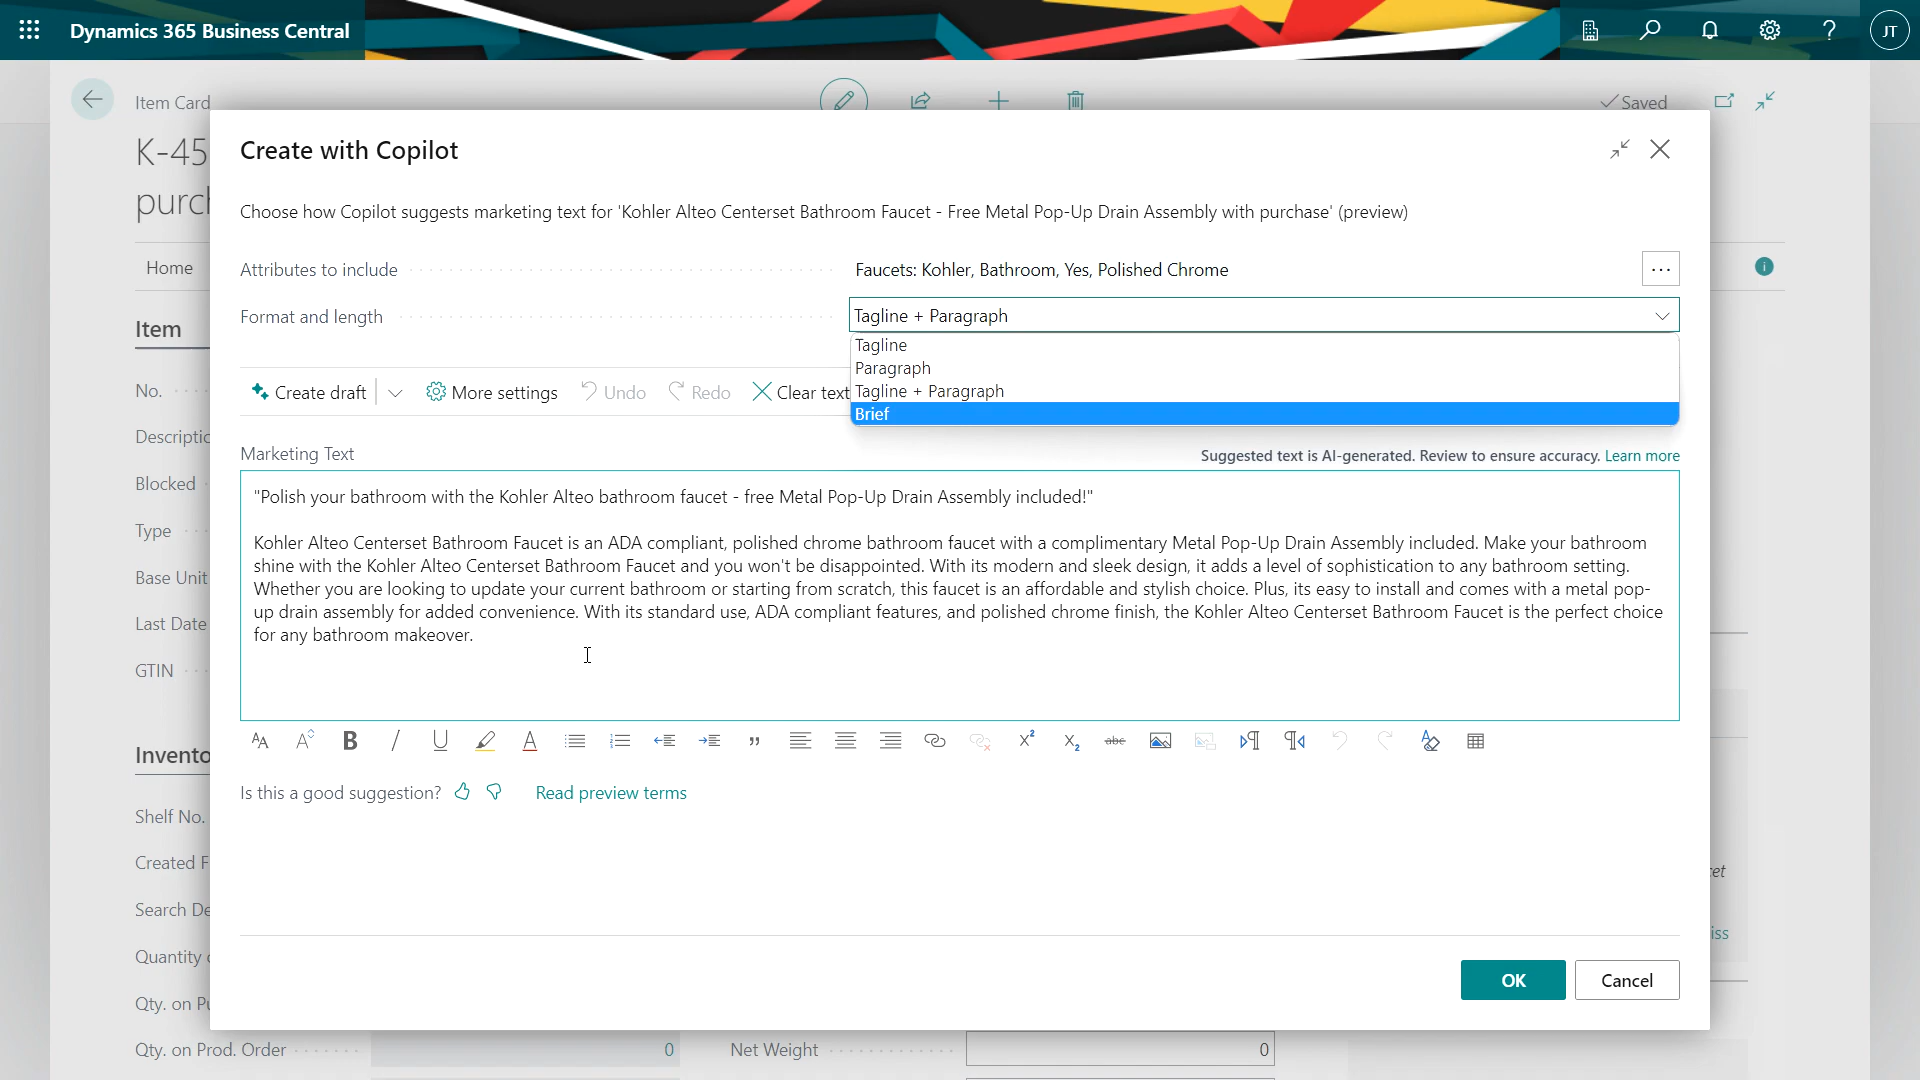 Dynamics 365 Business Central
JT
Item Card
Saved
K-45
purch
Create with Copilot
Choose how Copilot suggests marketing text for 'Kohler Alteo Centerset Bathroom Faucet - Free Metal Pop-Up Drain Assembly with purchase' (preview)
Home
Attributes to include
Faucets: Kohler, Bathroom, Yes, Polished Chrome
Format and length
Tagline + Paragraph
Tagline
Paragraph
Tagline + Paragraph
Brief
Item
Create draft
More settings
Undo
Redo
Clear text
No.
Descriptic
Marketing Text
Suggested text is AI-generated. Review to ensure accuracy. Learn more
Blocked
"Polish your bathroom with the Kohler Alteo bathroom faucet - free Metal Pop-Up Drain Assembly included!"
Type
Kohler Alteo Centerset Bathroom Faucet is an ADA compliant, polished chrome bathroom faucet with a complimentary Metal Pop-Up Drain Assembly included. Make your bathroom
shine with the Kohler Alteo Centerset Bathroom Faucet and you won't be disappointed. With its modern and sleek design, it adds a level of sophistication to any bathroom setting.
Base Unit
Whether you are looking to update your current bathroom or starting from scratch, this faucet is an affordable and stylish choice. Plus, its easy to install and comes with a metal pop-
up drain assembly for added convenience. With its standard use, ADA compliant features, and polished chrome finish, the Kohler Alteo Centerset Bathroom Faucet is the perfect choice
for any bathroom makeover.
Last Date
GTIN
Invento
Is this a good suggestion?
Read preview terms
Shelf No.
Created F
Search De
Quantity
Qty. on Pu
cet
iss
OK
Cancel
Qty. on Prod. Order
0
Net Weight
0